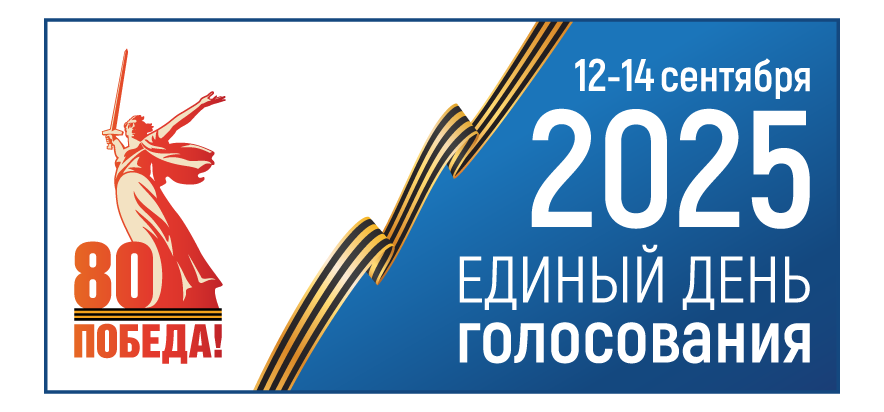 80
ПОБЕДА!
12-14 сентября
2025
ЕДИНЫЙ ДЕНЬ
голосования